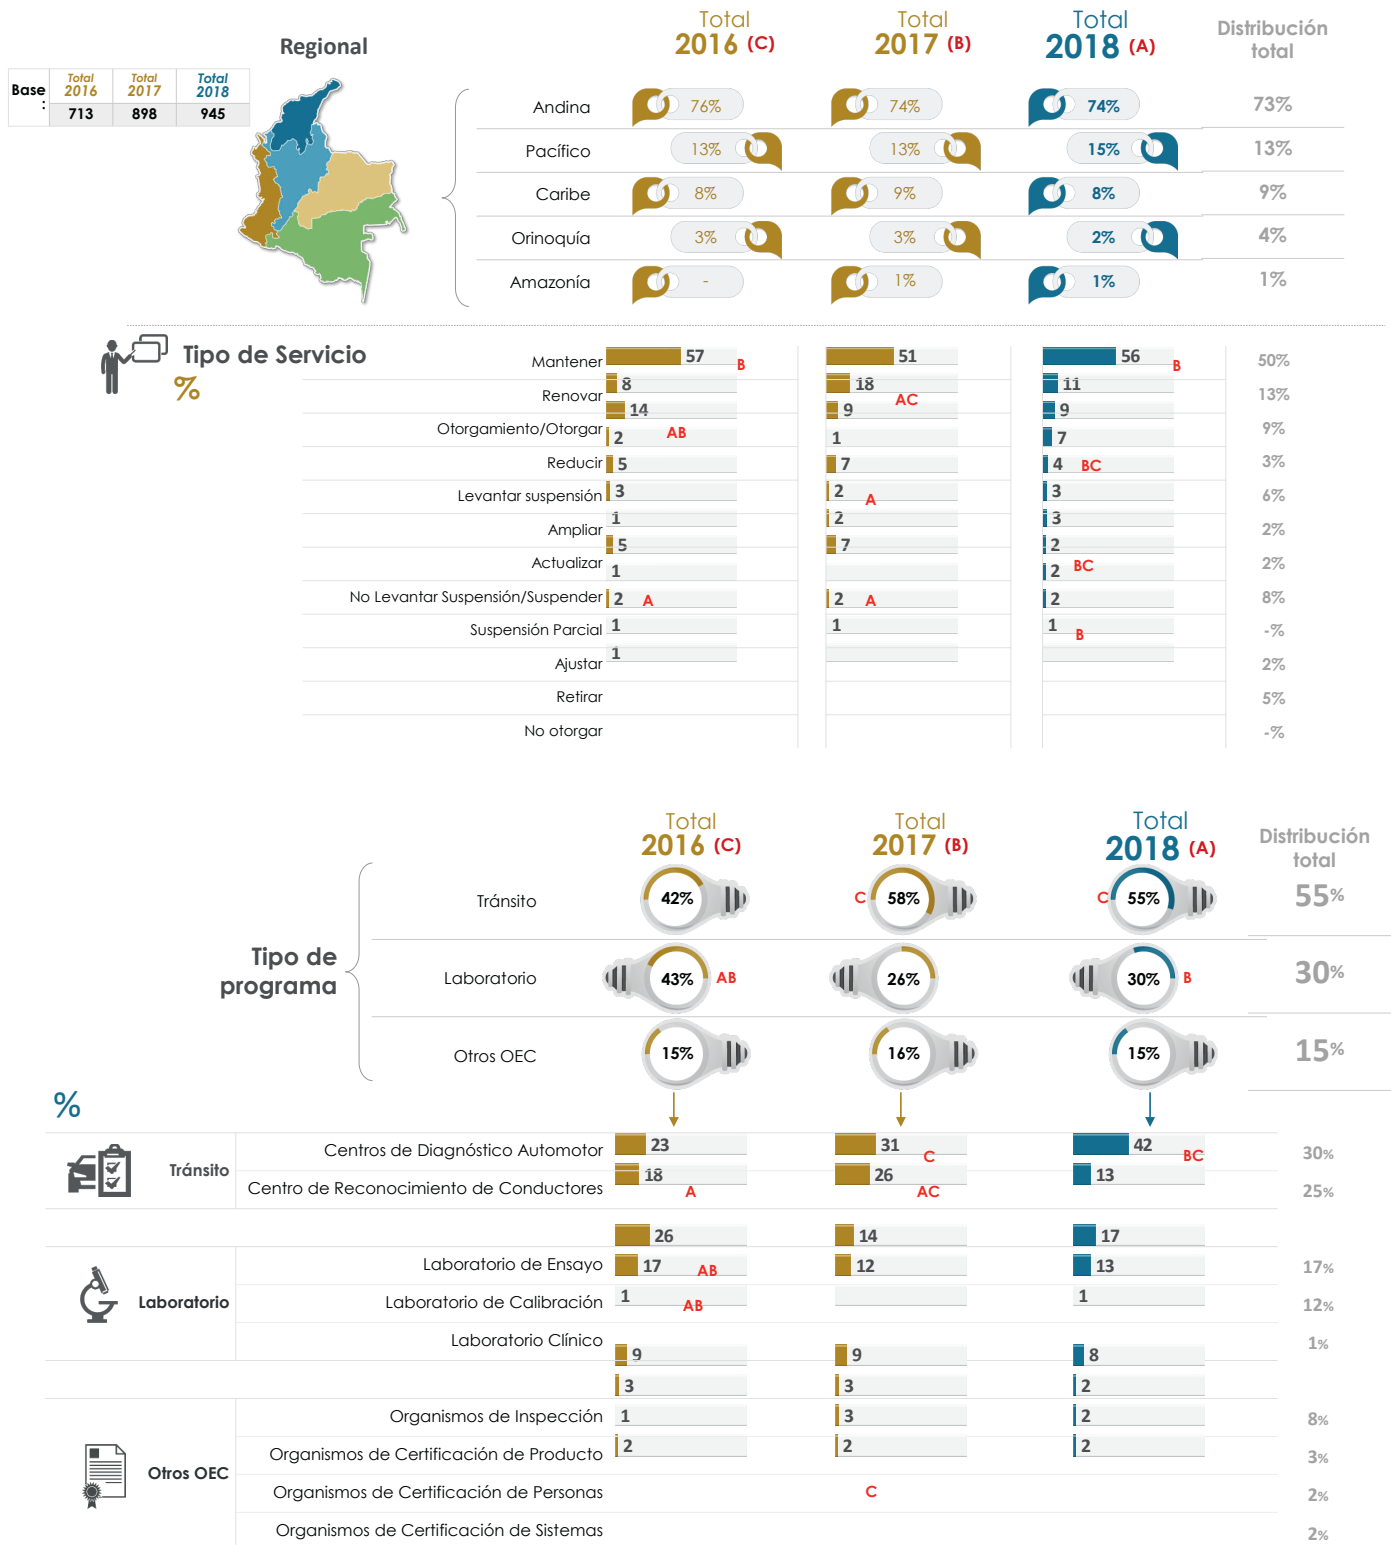 Total Total Total
2016 (C) 2017 (B) 2018 (A) Distribución
total
Regional
Base : Total 2016 Total 2017 Total 2018
713 898 945
Andina 76% 74% 74% 73%
Pacífico 13% 13% 15% 13%
Caribe 8% 9% 8% 9%
Orinoquía 3% 3% 2% 4%
Amazonía - 1% 1% 1%
Tipo de Servicio
%
Mantener 57 B 51 56 B 50%
8 18 11
Renovar AC 13%
14 9 9
Otorgamiento/Otorgar 2 AB 1 7 9%
Reducir 5 7 4 BC 3%
Levantar suspensión 3 2 A 3 6%
1 2 3
Ampliar 2%
5 7 2
Actualizar 1 2 BC 2%
No Levantar Suspensión/Suspender 2 A 2 A 2 8%
Suspensión Parcial 1 1 1 B -%
1
Ajustar 2%
Retirar 5%
No otorgar -%
Total Total Total
2016 (C) 2017 (B) 2018 (A) Distribución
total
Tránsito 42% C 58% C 55% 55%
Tipo de
programa
Laboratorio 43% AB 26% 30% B 30%
Otros OEC 15% 16% 15% 15%
%
Tránsito
Centros de Diagnóstico Automotor 23 31 C 42 BC 30%
Centro de Reconocimiento de Conductores 18 A 26 AC 13 25%
26 14 17
Laboratorio
Laboratorio de Ensayo 17 AB 12 13 17%
Laboratorio de Calibración 1 AB 1 12%
Laboratorio Clínico 1%
9 9 8
3 3 2
Otros OEC
Organismos de Inspección 1 3 2 8%
Organismos de Certificación de Producto 2 2 2 3%
Organismos de Certificación de Personas C 2%
Organismos de Certificación de Sistemas 2%